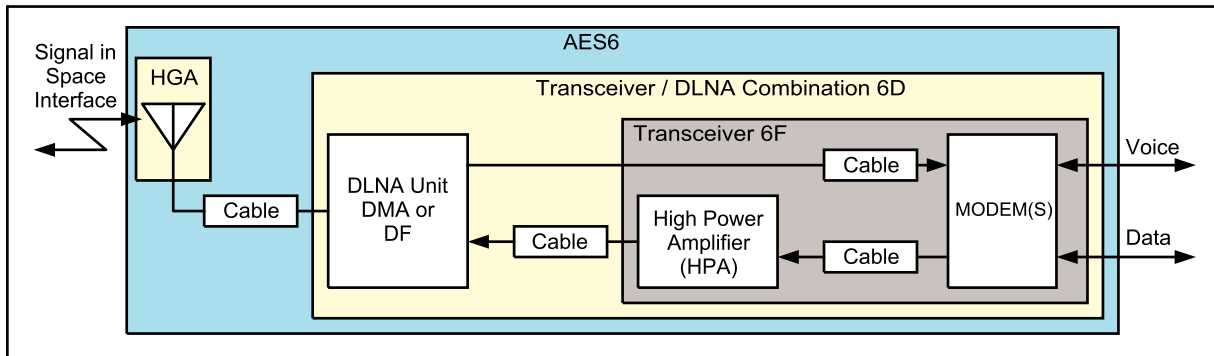 AES6
Signal in
Space
Interface
HGA
Transceiver / DLNA Combination 6D
Transceiver 6F
Cable
Voice
DLNA Unit
DMA or
DF
Cable
Cable
High Power
Amplifier
(HPA)
Cable
MODEM(S)
Data